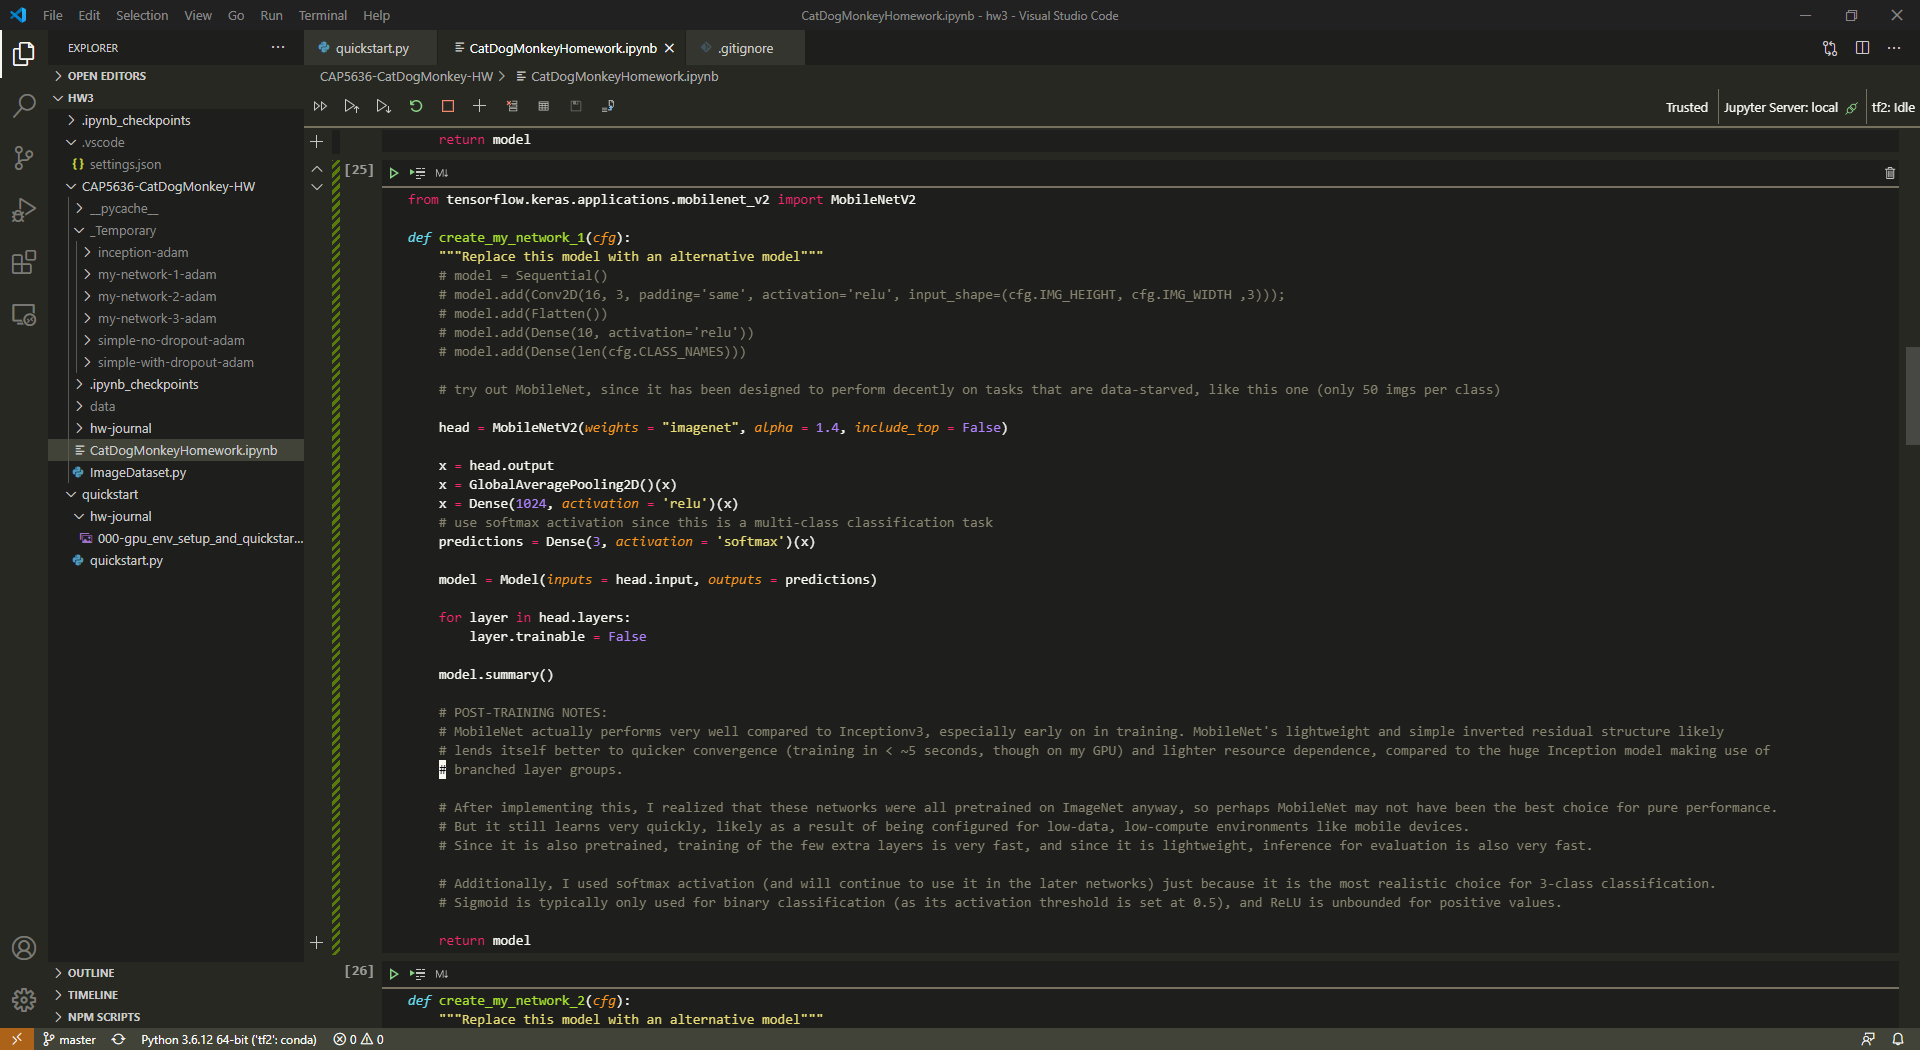 File Edit Selection View Go Run Terminal Help
CatDogMonkeyHomework.ipynb - hw3 - Visual Studio Code
EXPLORER
OPEN EDITORS
HW3
.ipynb_checkpoints
.vscode
settings.json
CAP5636-CatDogMonkey-HW
__pycache__
_Temporary
inception-adam
my-network-1-adam
my-network-2-adam
my-network-3-adam
simple-no-dropout-adam
simple-with-dropout-adam
.ipynb_checkpoints
data
hw-journal
CatDogMonkeyHomework.ipynb
ImageDataset.py
quickstart
hw-journal
000-gpu_env_setup_and_quickstar...
quickstart.py
OUTLINE
TIMELINE
NPM SCRIPTS
quickstart.py
CatDogMonkeyHomework.ipynb
.gitignore
CAP5636-CatDogMonkey-HW > CatDogMonkeyHomework.ipynb
Trusted
Jupyter Server: local
tf2: Idle
return model
[25]
M↓
from tensorflow.keras.applications.mobilenet_v2 import MobileNetV2
def create_my_network_1(cfg):
"""Replace this model with an alternative model"""
# model = Sequential()
# model.add(Conv2D(16, 3, padding='same', activation='relu', input_shape=(cfg.IMG_HEIGHT, cfg.IMG_WIDTH ,3)));
# model.add(Flatten())
# model.add(Dense(10, activation='relu'))
# model.add(Dense(len(cfg.CLASS_NAMES)))
# try out MobileNet, since it has been designed to perform decently on tasks that are data-starved, like this one (only 50 imgs per class)
head = MobileNetV2(weights = "imagenet", alpha = 1.4, include_top = False)
x = head.output
x = GlobalAveragePooling2D()(x)
x = Dense(1024, activation = 'relu')(x)
# use softmax activation since this is a multi-class classification task
predictions = Dense(3, activation = 'softmax')(x)
model = Model(inputs = head.input, outputs = predictions)
for layer in head.layers:
layer.trainable = False
model.summary()
# POST-TRAINING NOTES:
# MobileNet actually performs very well compared to Inceptionv3, especially early on in training. MobileNet's lightweight and simple inverted residual structure likely
# lends itself better to quicker convergence (training in < ~5 seconds, though on my GPU) and lighter resource dependence, compared to the huge Inception model making use of
# branched layer groups.
# After implementing this, I realized that these networks were all pretrained on ImageNet anyway, so perhaps MobileNet may not have been the best choice for pure performance.
# But it still learns very quickly, likely as a result of being configured for low-data, low-compute environments like mobile devices.
# Since it is also pretrained, training of the few extra layers is very fast, and since it is lightweight, inference for evaluation is also very fast.
# Additionally, I used softmax activation (and will continue to use it in the later networks) just because it is the most realistic choice for 3-class classification.
# Sigmoid is typically only used for binary classification (as its activation threshold is set at 0.5), and ReLU is unbounded for positive values.
return model
[26]
M↓
def create_my_network_2(cfg):
"""Replace this model with an alternative model"""
master
Python 3.6.12 64-bit ('tf2': conda)
0
0